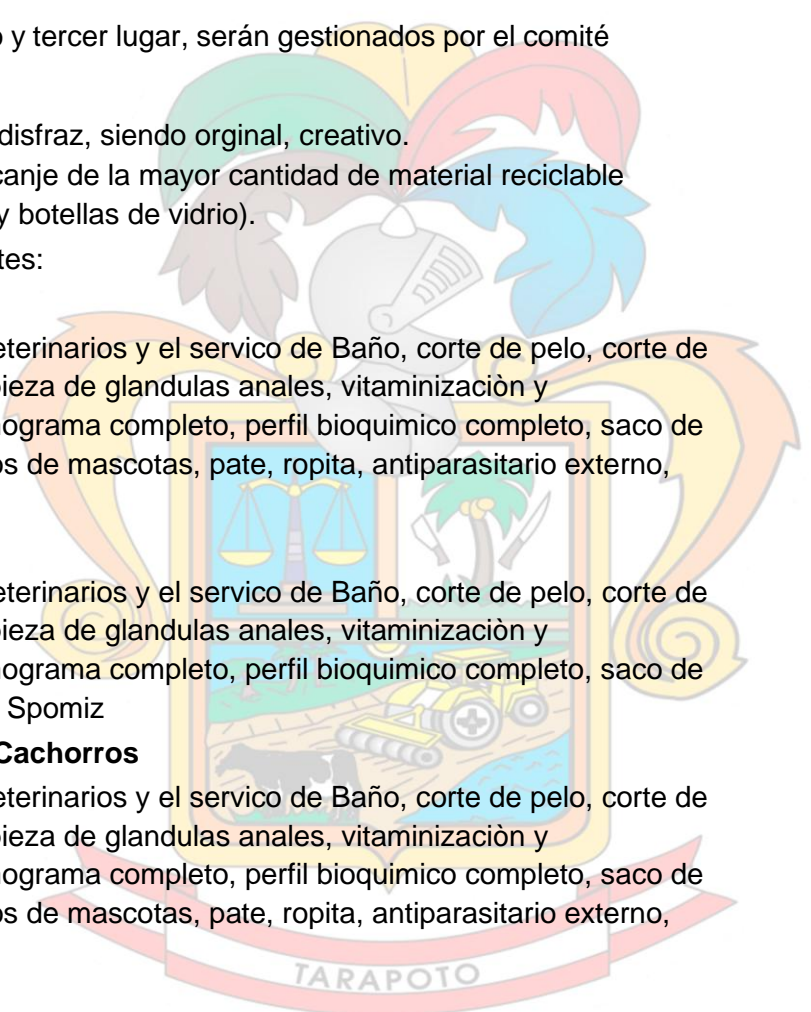 y tercer lugar, serán gestionados por el comité
disfraz, siendo orginal, creativo.
canje de la mayor cantidad de material reciclable
y botellas de vidrio).
tes:
eterinarios y el servico de Baño, corte de pelo, corte de
pieza de glandulas anales, vitaminizaciòn y
nograma completo, perfil bioquimico completo, saco de
os de mascotas, pate, ropita, antiparasitario externo,
eterinarios y el servico de Baño, corte de pelo, corte de
pieza de glandulas anales, vitaminizaciòn y
nograma completo, perfil bioquimico completo, saco de
Spomiz
Cachorros
eterinarios y el servico de Baño, corte de pelo, corte de
pieza de glandulas anales, vitaminizaciòn y
nograma completo, perfil bioquimico completo, saco de
os de mascotas, pate, ropita, antiparasitario externo,
TARAPOTO